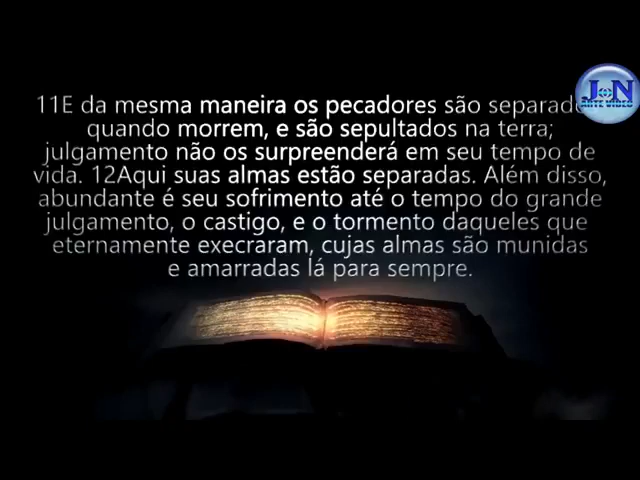 11E da mesma maneira os pecadores são separados
quando morrem, e são sepultados na terra;
julgamento não os surpreenderá em seu tempo de
vida. 12Aqui suas almas estão separadas. Além disso,
abundante é seu sofrimento até o tempo do grande
julgamento, o castigo, e o tormento daqueles que
eternamente execraram, cujas almas são munidas
e amarradas lá para sempre.
J N
ARTE VIDEO